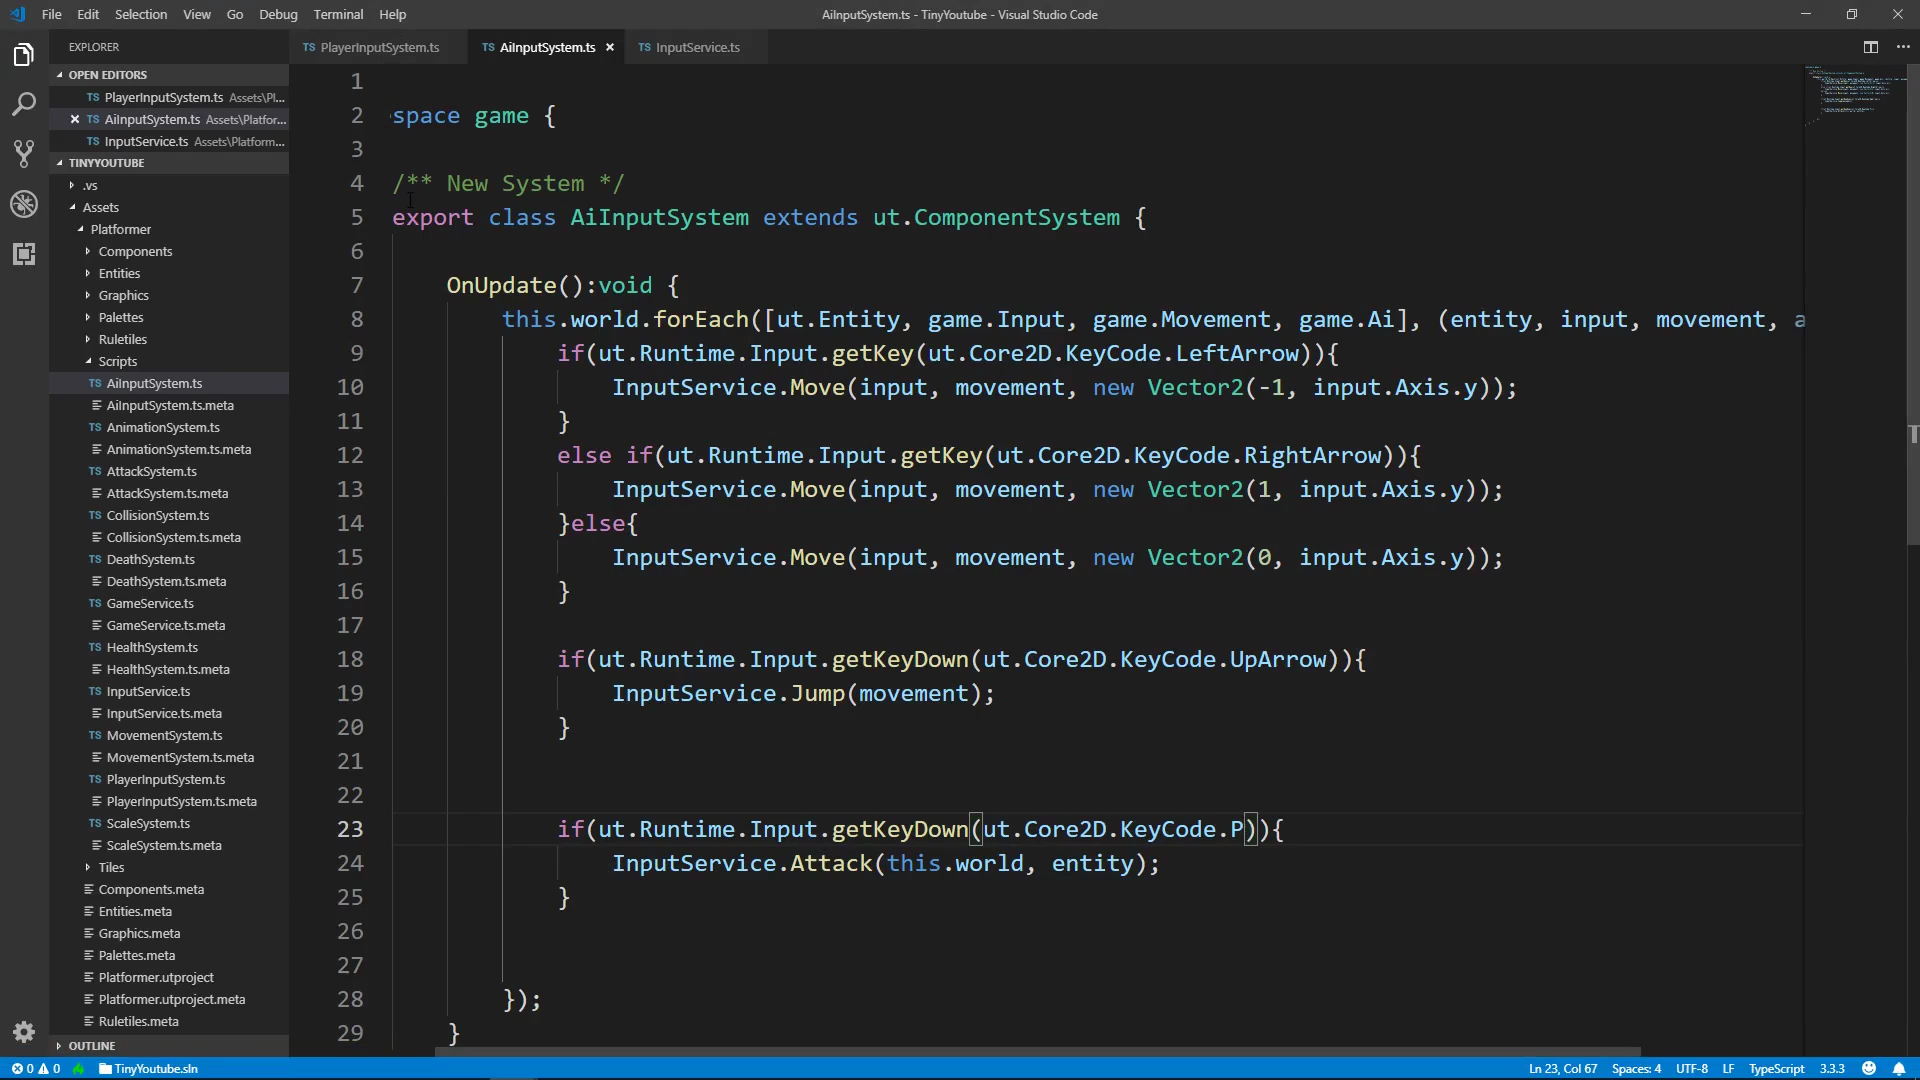 File Edit Selection View Go Debug Terminal Help
AiInputSystem.ts - TinyYoutube - Visual Studio Code
EXPLORER
OPEN EDITORS
TS PlayerInputSystem.ts Assets\Pl...
TS AiInputSystem.ts Assets\Platfor...
TS InputService.ts Assets\Platform...
TINYYOUTUBE
.vs
Assets
Platformer
Components
Entities
Graphics
Palettes
Ruletiles
Scripts
TS AiInputSystem.ts
AiInputSystem.ts.meta
TS AnimationSystem.ts
AnimationSystem.ts.meta
TS AttackSystem.ts
AttackSystem.ts.meta
TS CollisionSystem.ts
CollisionSystem.ts.meta
TS DeathSystem.ts
DeathSystem.ts.meta
TS GameService.ts
GameService.ts.meta
TS HealthSystem.ts
HealthSystem.ts.meta
TS InputService.ts
InputService.ts.meta
TS MovementSystem.ts
MovementSystem.ts.meta
TS PlayerInputSystem.ts
PlayerInputSystem.ts.meta
TS ScaleSystem.ts
ScaleSystem.ts.meta
Tiles
Components.meta
Entities.meta
Graphics.meta
Palettes.meta
Platformer.utproject
Platformer.utproject.meta
Ruletiles.meta
OUTLINE
TS PlayerInputSystem.ts TS AiInputSystem.ts TS InputService.ts
1
2 space game {
3
4 /** New System */
5 export class AiInputSystem extends ut.ComponentSystem {
6
7 OnUpdate():void {
8 this.world.forEach([ut.Entity, game.Input, game.Movement, game.Ai], (entity, input, movement, a
9 if(ut.Runtime.Input.getKey(ut.Core2D.KeyCode.LeftArrow)){
10 InputService.Move(input, movement, new Vector2(-1, input.Axis.y));
11 }
12 else if(ut.Runtime.Input.getKey(ut.Core2D.KeyCode.RightArrow)){
13 InputService.Move(input, movement, new Vector2(1, input.Axis.y));
14 }else{
15 InputService.Move(input, movement, new Vector2(0, input.Axis.y));
16 }
17
18 if(ut.Runtime.Input.getKeyDown(ut.Core2D.KeyCode.UpArrow)){
19 InputService.Jump(movement);
20 }
21
22
23 if(ut.Runtime.Input.getKeyDown(ut.Core2D.KeyCode.P)){
24 InputService.Attack(this.world, entity);
25 }
26
27
28 });
29 }
0 0 TinyYoutube.sln
Ln 23, Col 67 Spaces: 4 UTF-8 LF TypeScript 3.3.3